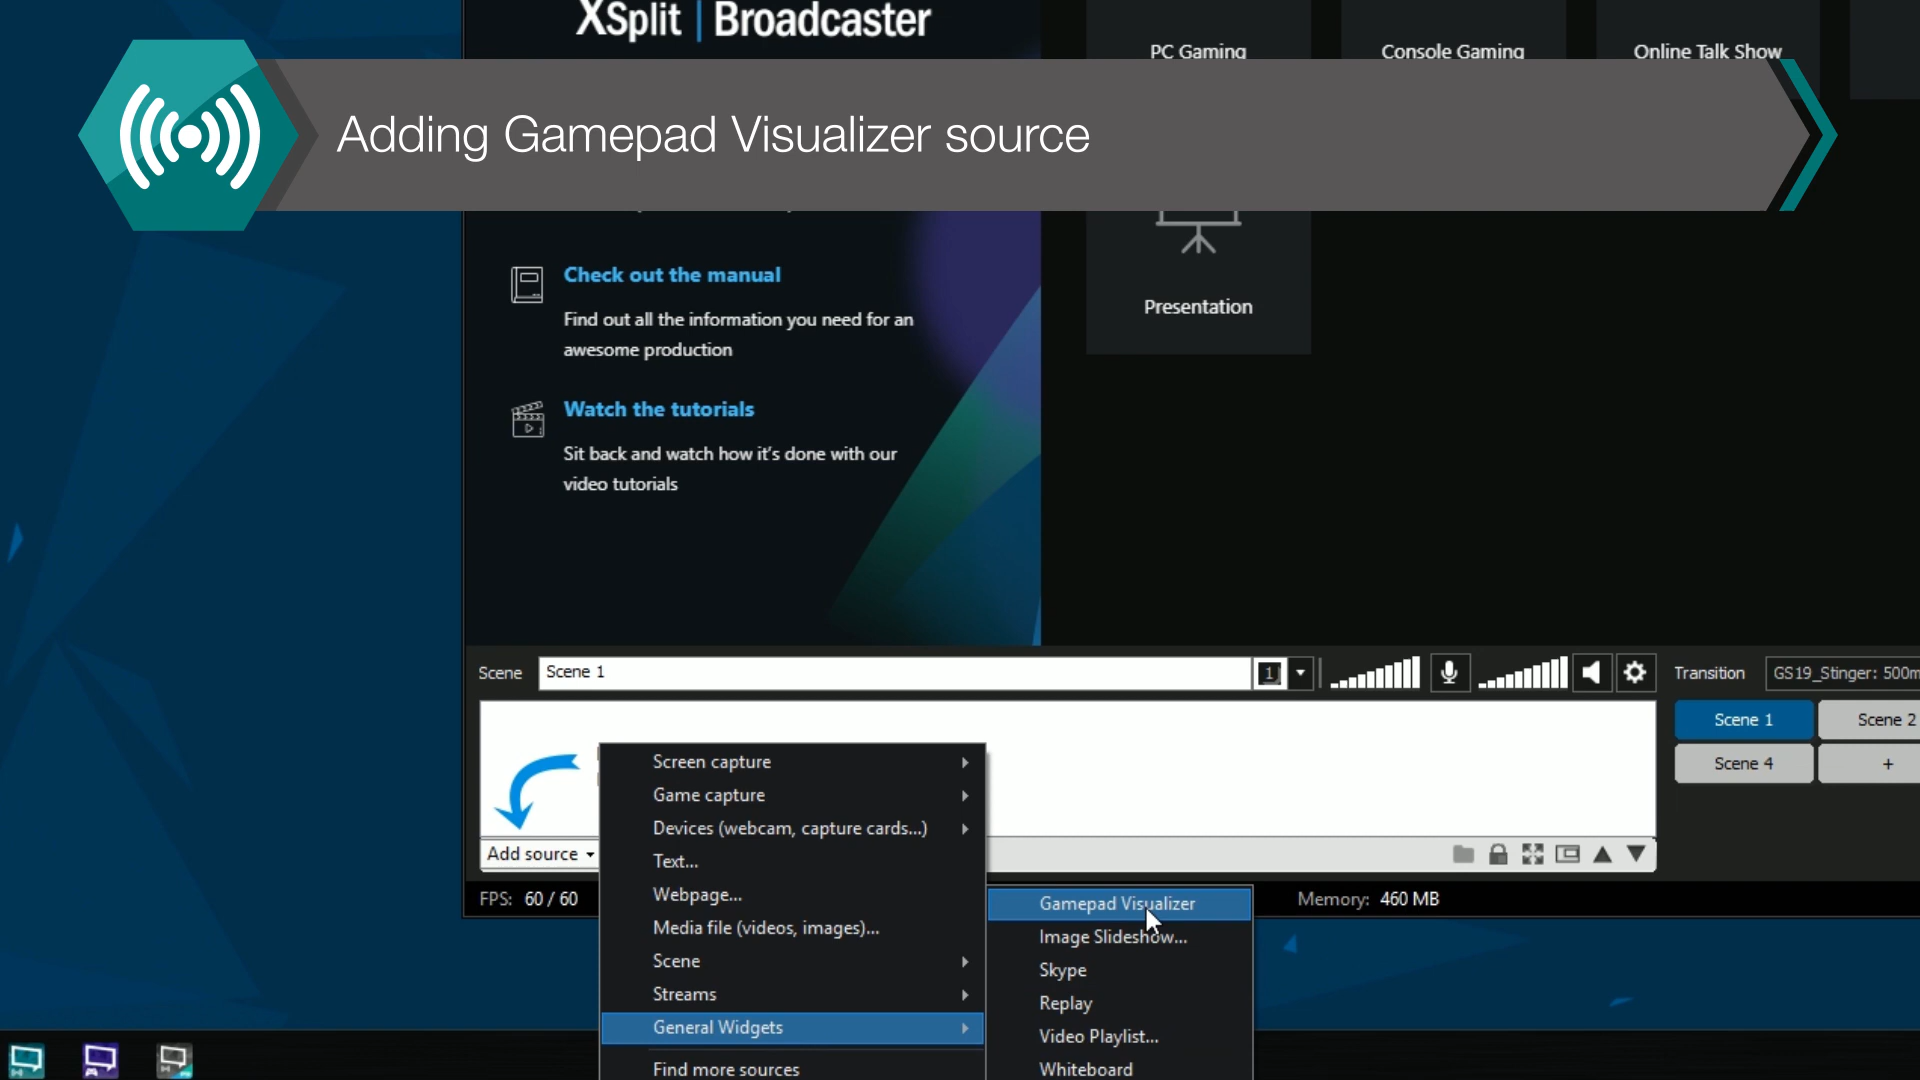 XSplit | Broadcaster
PC Gaming
Console Gaming
Online Talk Show
Adding Gamepad Visualizer source
Check out the manual
Find out all the information you need for an
awesome production
Watch the tutorials
Sit back and watch how it's done with our
video tutorials
Presentation
Scene
Scene 1
1
Transition
GS19_Stinger: 500m
Scene 1
Scene 2
Scene 4
+
Add source
Screen capture
Game capture
Devices (webcam, capture cards...)
Text...
Webpage...
Media file (videos, images)...
Scene
Streams
General Widgets
Find more sources
Gamepad Visualizer
Image Slideshow...
Skype
Replay
Video Playlist...
Whiteboard
FPS: 60 / 60
Memory: 460 MB